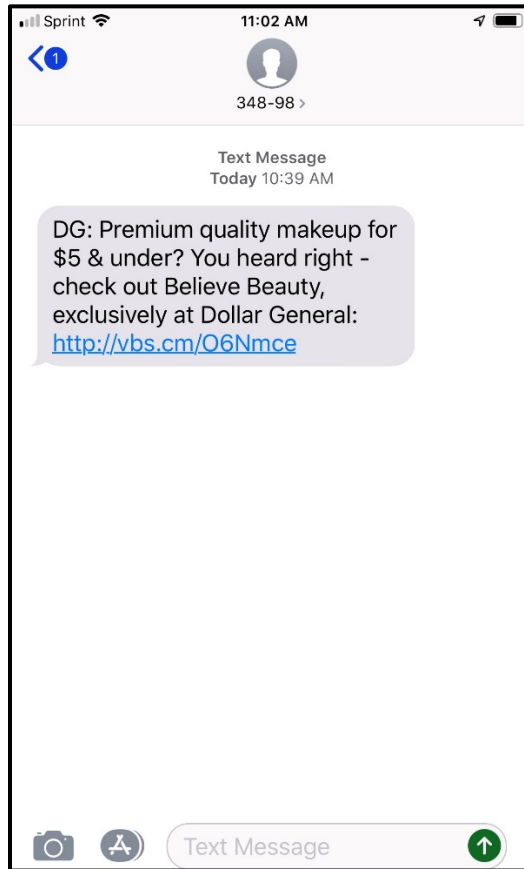 Sprint 11:02 AM
1
348-98 >
Text Message
Today 10:39 AM
DG: Premium quality makeup for
$5 & under? You heard right -
check out Believe Beauty,
exclusively at Dollar General:
http://vbs.cm/O6Nmce
Text Message